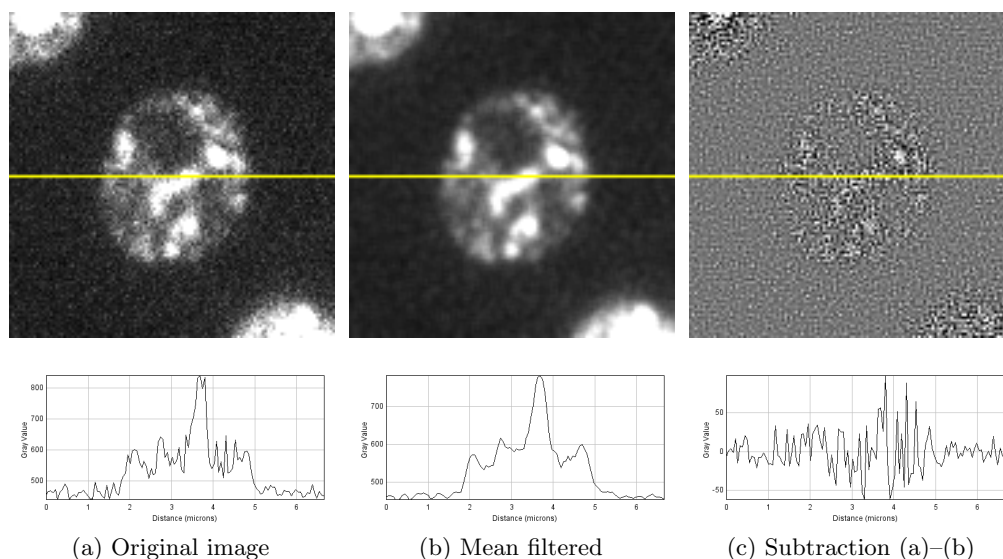 800
700
600
500
Gray Value
0 1 2 3 4 5 6
Distance (microns)
700
600
500
Gray Value
0 1 2 3 4 5 6
Distance (microns)
50
0
-50
Gray Value
0 1 2 3 4 5 6
Distance (microns)
(a) Original image
(b) Mean filtered
(c) Subtraction (a)–(b)